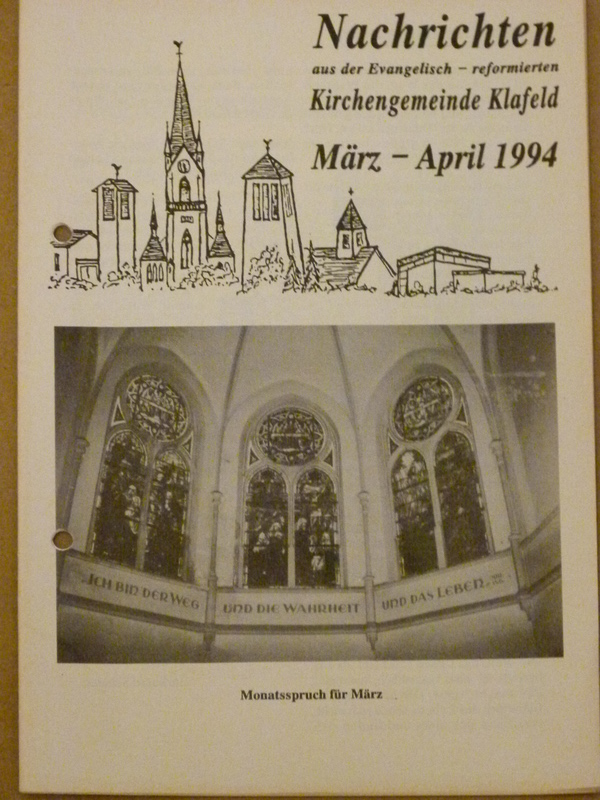 Nachrichten
aus der Evangelisch – reformierten
Kirchengemeinde Klafeld
März – April 1994
„ICH BIN DER WEG UND DIE WAHRHEIT UND DAS LEBEN.“
Monatsspruch für März